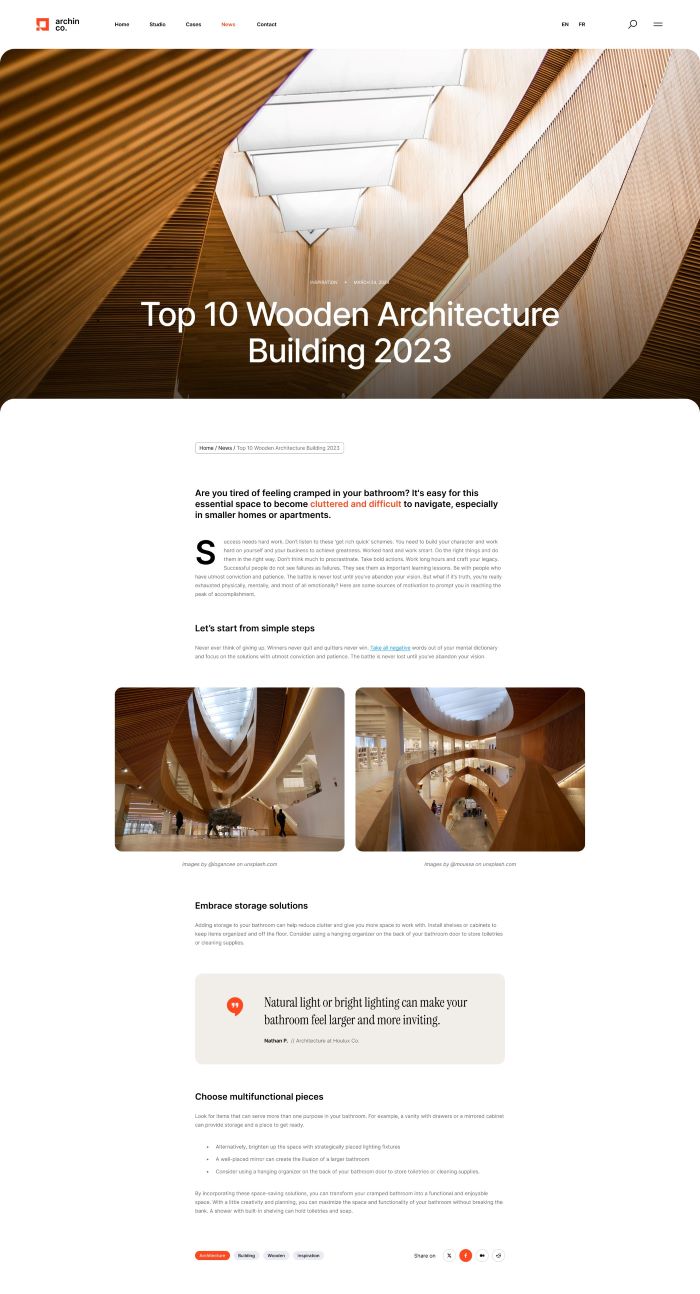 archin
co.
Home Studio Cases News Contact
EN FR
INSPIRATION • MARCH 24, 2024
Top 10 Wooden Architecture
Building 2023
Home / News / Top 10 Wooden Architecture Building 2023
Are you tired of feeling cramped in your bathroom? It's easy for this
essential space to become cluttered and difficult to navigate, especially
in smaller homes or apartments.
Success needs hard work. Don't listen to these 'get rich quick' schemes. You need to build your character and work
hard on yourself and your business to achieve greatness. Worked hard and work smart. Do the right things and do
them in the right way. Don't think much to procrastinate. Take bold actions. Work long hours and craft your legacy.
Successful people do not see failures as failures. They see them as important learning lessons. Be with people who
have utmost conviction and patience. The battle is never lost until you've abandon your vision. But what if it's truth, you're really
exhausted physically, mentally, and most of all emotionally? Here are some sources of motivation to prompt you in reaching the
peak of accomplishment.
Let's start from simple steps
Never ever think of giving up. Winners never quit and quitters never win. Take all negative words out of your mental dictionary
and focus on the solutions with utmost conviction and patience. The battle is never lost until you've abandon your vision
Images by @logancee on unsplash.com
Images by @moussa on unsplash.com
Embrace storage solutions
Adding storage to your bathroom can help reduce clutter and give you more space to work with. Install shelves or cabinets to
keep items organized and off the floor. Consider using a hanging organizer on the back of your bathroom door to store toiletries
or cleaning supplies.
Natural light or bright lighting can make your
bathroom feel larger and more inviting.
Nathan P. // Architecture at Houlux Co.
Choose multifunctional pieces
Look for items that can serve more than one purpose in your bathroom. For example, a vanity with drawers or a mirrored cabinet
can provide storage and a place to get ready.
• Alternatively, brighten up the space with strategically placed lighting fixtures
• A well-placed mirror can create the illusion of a larger bathroom
• Consider using a hanging organizer on the back of your bathroom door to store toiletries or cleaning supplies.
By incorporating these space-saving solutions, you can transform your cramped bathroom into a functional and enjoyable
space. With a little creativity and planning, you can maximize the space and functionality of your bathroom without breaking the
bank. A shower with built-in shelving can hold toiletries and soap.
Architecture Building Wooden Inspiration
Share on